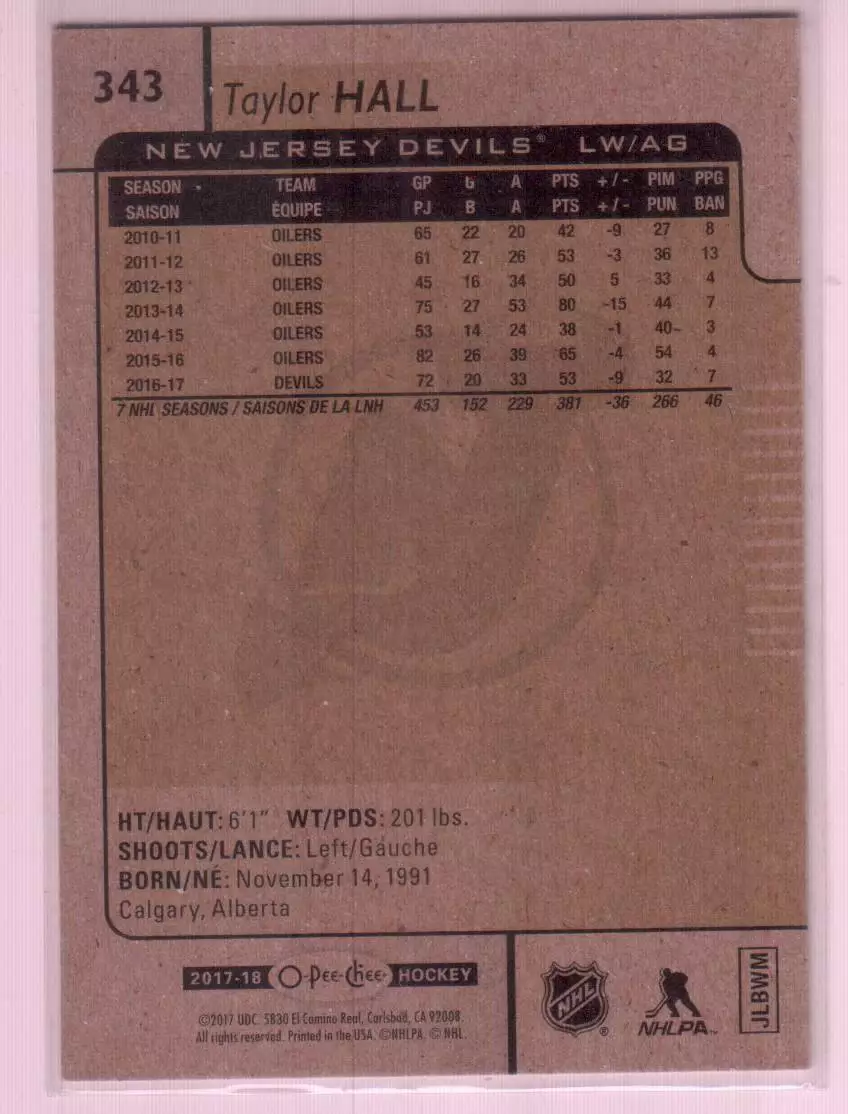 343
Taylor HALL
NEW JERSEY DEVILS® LW/AG
SEASON TEAM GP G A PTS +/- PIM PPG
SAISON ÉQUIPE PJ B A PTS +/- PUN BAN
2010-11 OILERS 65 22 20 42 -9 27 8
2011-12 OILERS 61 27 26 53 -3 36 13
2012-13 OILERS 45 16 34 50 5 33 4
2013-14 OILERS 75 27 53 80 -15 44 7
2014-15 OILERS 53 14 24 38 -1 40 3
2015-16 OILERS 82 26 39 65 -4 54 4
2016-17 DEVILS 72 20 33 53 -9 32 7
7 NHL SEASONS / SAISONS DE LA LNH 453 152 229 381 -36 266 46
HT/HAUT: 6'1" WT/PDS: 201 lbs.
SHOOTS/LANCE: Left/Gauche
BORN/NÉ: November 14, 1991
Calgary, Alberta
2017-18 O-Pee-Chee HOCKEY
©2017 UDC. 5830 El Camino Real, Carlsbad, CA 92008.
All rights reserved. Printed in the USA. ©NHLPA. © NHL.
NHL®
NHLPA™
JLBWM